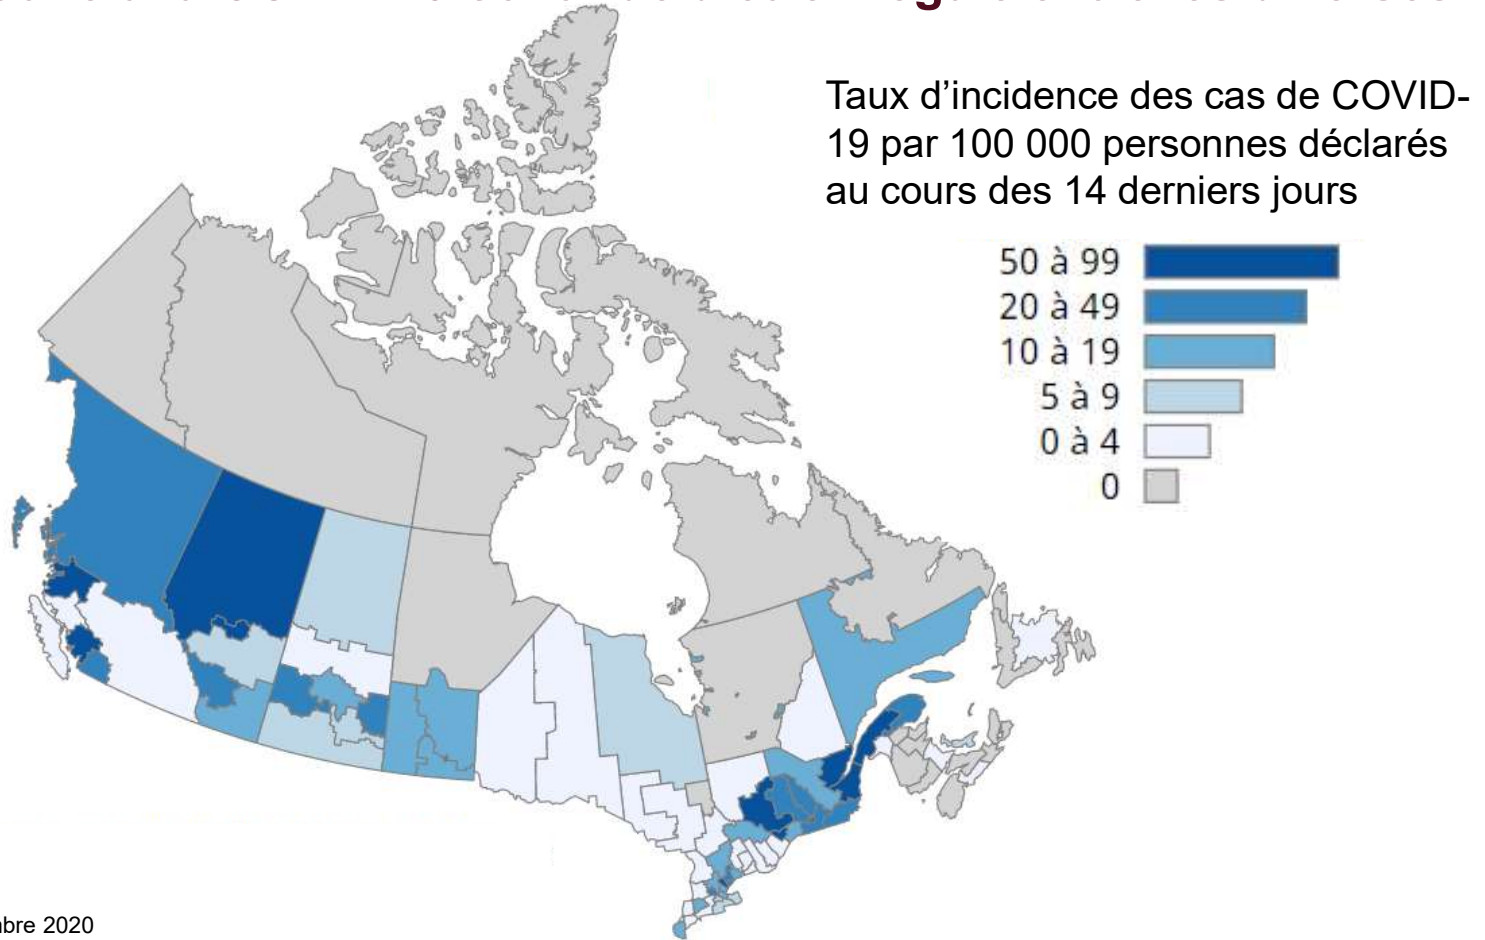 Taux d’incidence des cas de COVID-
19 par 100 000 personnes déclarés
au cours des 14 derniers jours
50 à 99
20 à 49
10 à 19
5 à 9
0 à 4
0
2020